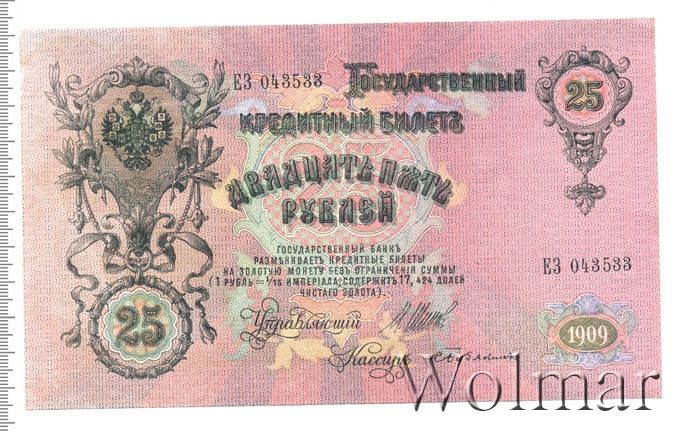 ЕЗ 043533
Государственный
25
Кредитный Билетъ
Двадцать пять
рублей
ГОСУДАРСТВЕННЫЙ БАНКЪ
РАЗМѢНИВАЕТЪ КРЕДИТНЫЕ БИЛЕТЫ
НА ЗОЛОТУЮ МОНЕТУ БЕЗЪ ОГРАНИЧЕНІЯ СУММЫ
(1 РУБЛЬ = 1/15 ИМПЕРІАЛА, СОДЕРЖИТЪ 17,424 ДОЛЕЙ
ЧИСТАГО ЗОЛОТА).
ЕЗ 043533
25
Управляющій
1909
Кассиръ
Wolmar